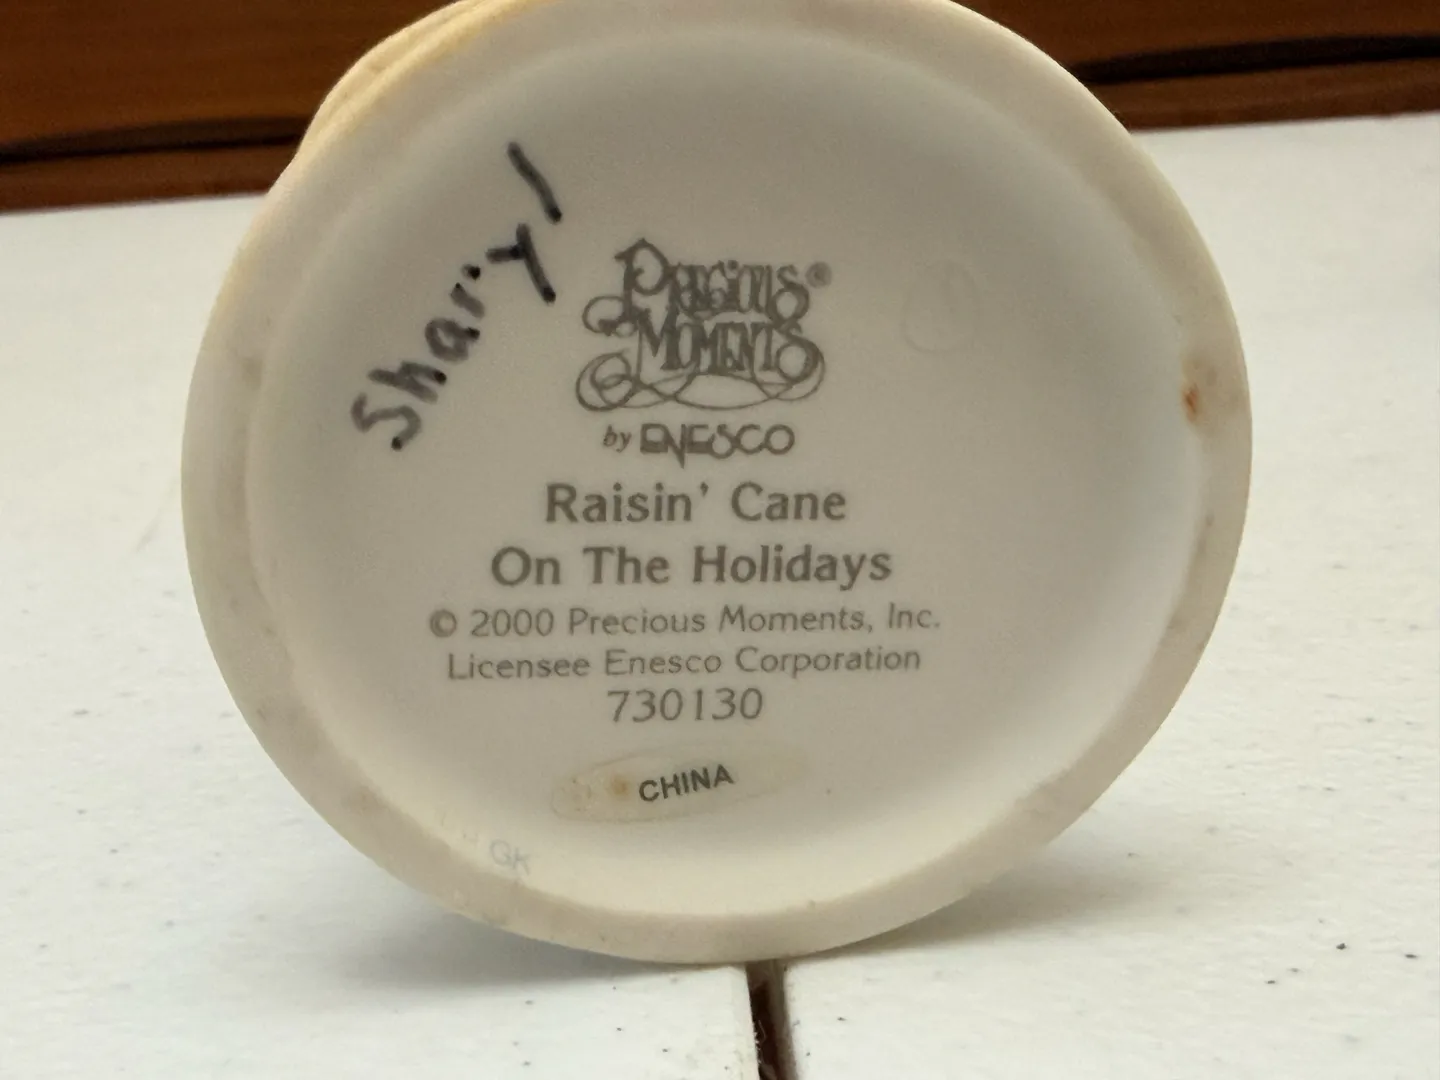 Sharyl
PRECIOUS®
MOMENTS
by ENESCO
Raisin' Cane
On The Holidays
© 2000 Precious Moments, Inc.
Licensee Enesco Corporation
730130
CHINA
GK